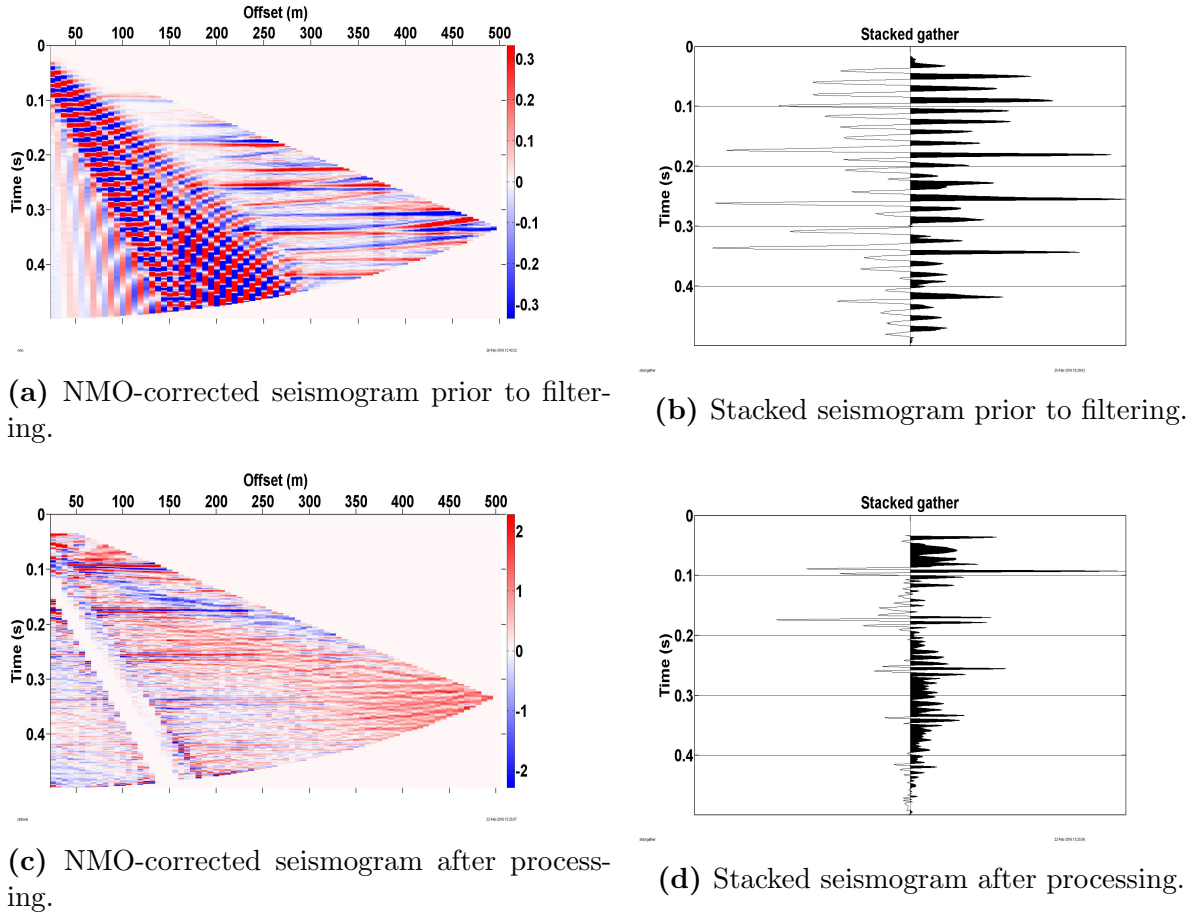 Offset (m)
50 100 150 200 250 300 350 400 450 500
0
0.1
0.2
0.3
0.4
Time (s)
0.3
0.2
0.1
0
-0.1
-0.2
-0.3
(a) NMO-corrected seismogram prior to filter-
ing.
Stacked gather
0
0.1
0.2
0.3
0.4
Time (s)
(b) Stacked seismogram prior to filtering.
Offset (m)
50 100 150 200 250 300 350 400 450 500
0
0.1
0.2
0.3
0.4
Time (s)
2
1
0
-1
-2
(c) NMO-corrected seismogram after process-
ing.
Stacked gather
0
0.1
0.2
0.3
0.4
Time (s)
(d) Stacked seismogram after processing.